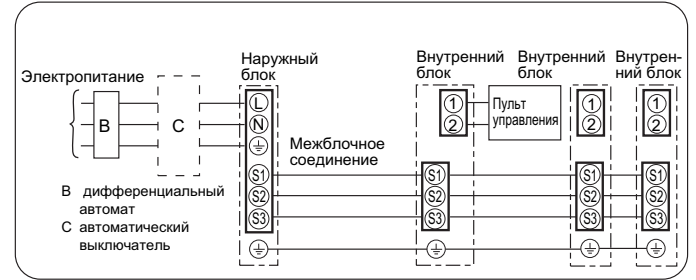 Электропитание
Наружный
блок
Внутренний
блок
Внутренний
блок
Внутрен-
ний блок
B
C
L
N
S1
S2
S3
Межблочное
соединение
1
2
Пульт
управления
S1
S2
S3
1
2
S1
S2
S3
1
2
S1
S2
S3
B дифференциальный
автомат
C автоматический
выключатель